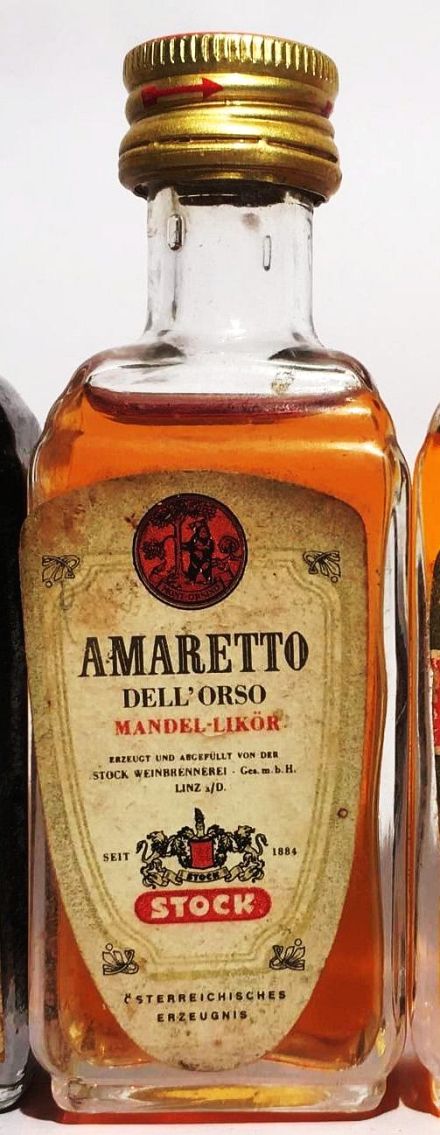 AMARETTO
DELL'ORSO
MANDEL-LIKÖR
ERZEUGT UND ABGEFÜLLT VON DER
STOCK WEINBRENNEREI · Ges. m. b. H.
LINZ a/D.
SEIT 1884
STOCK
STOCK
ÖSTERREICHISCHES
ERZEUGNIS